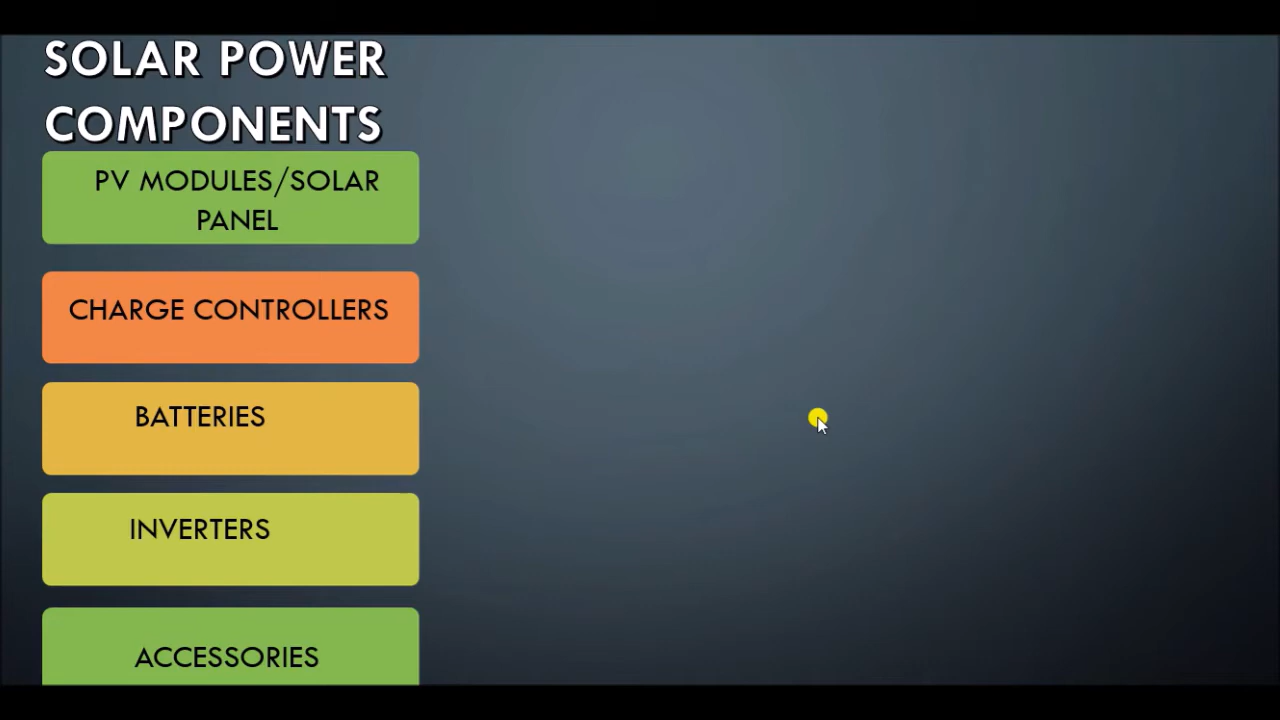 SOLAR POWER
COMPONENTS
PV MODULES/SOLAR
PANEL
CHARGE CONTROLLERS
BATTERIES
INVERTERS
ACCESSORIES